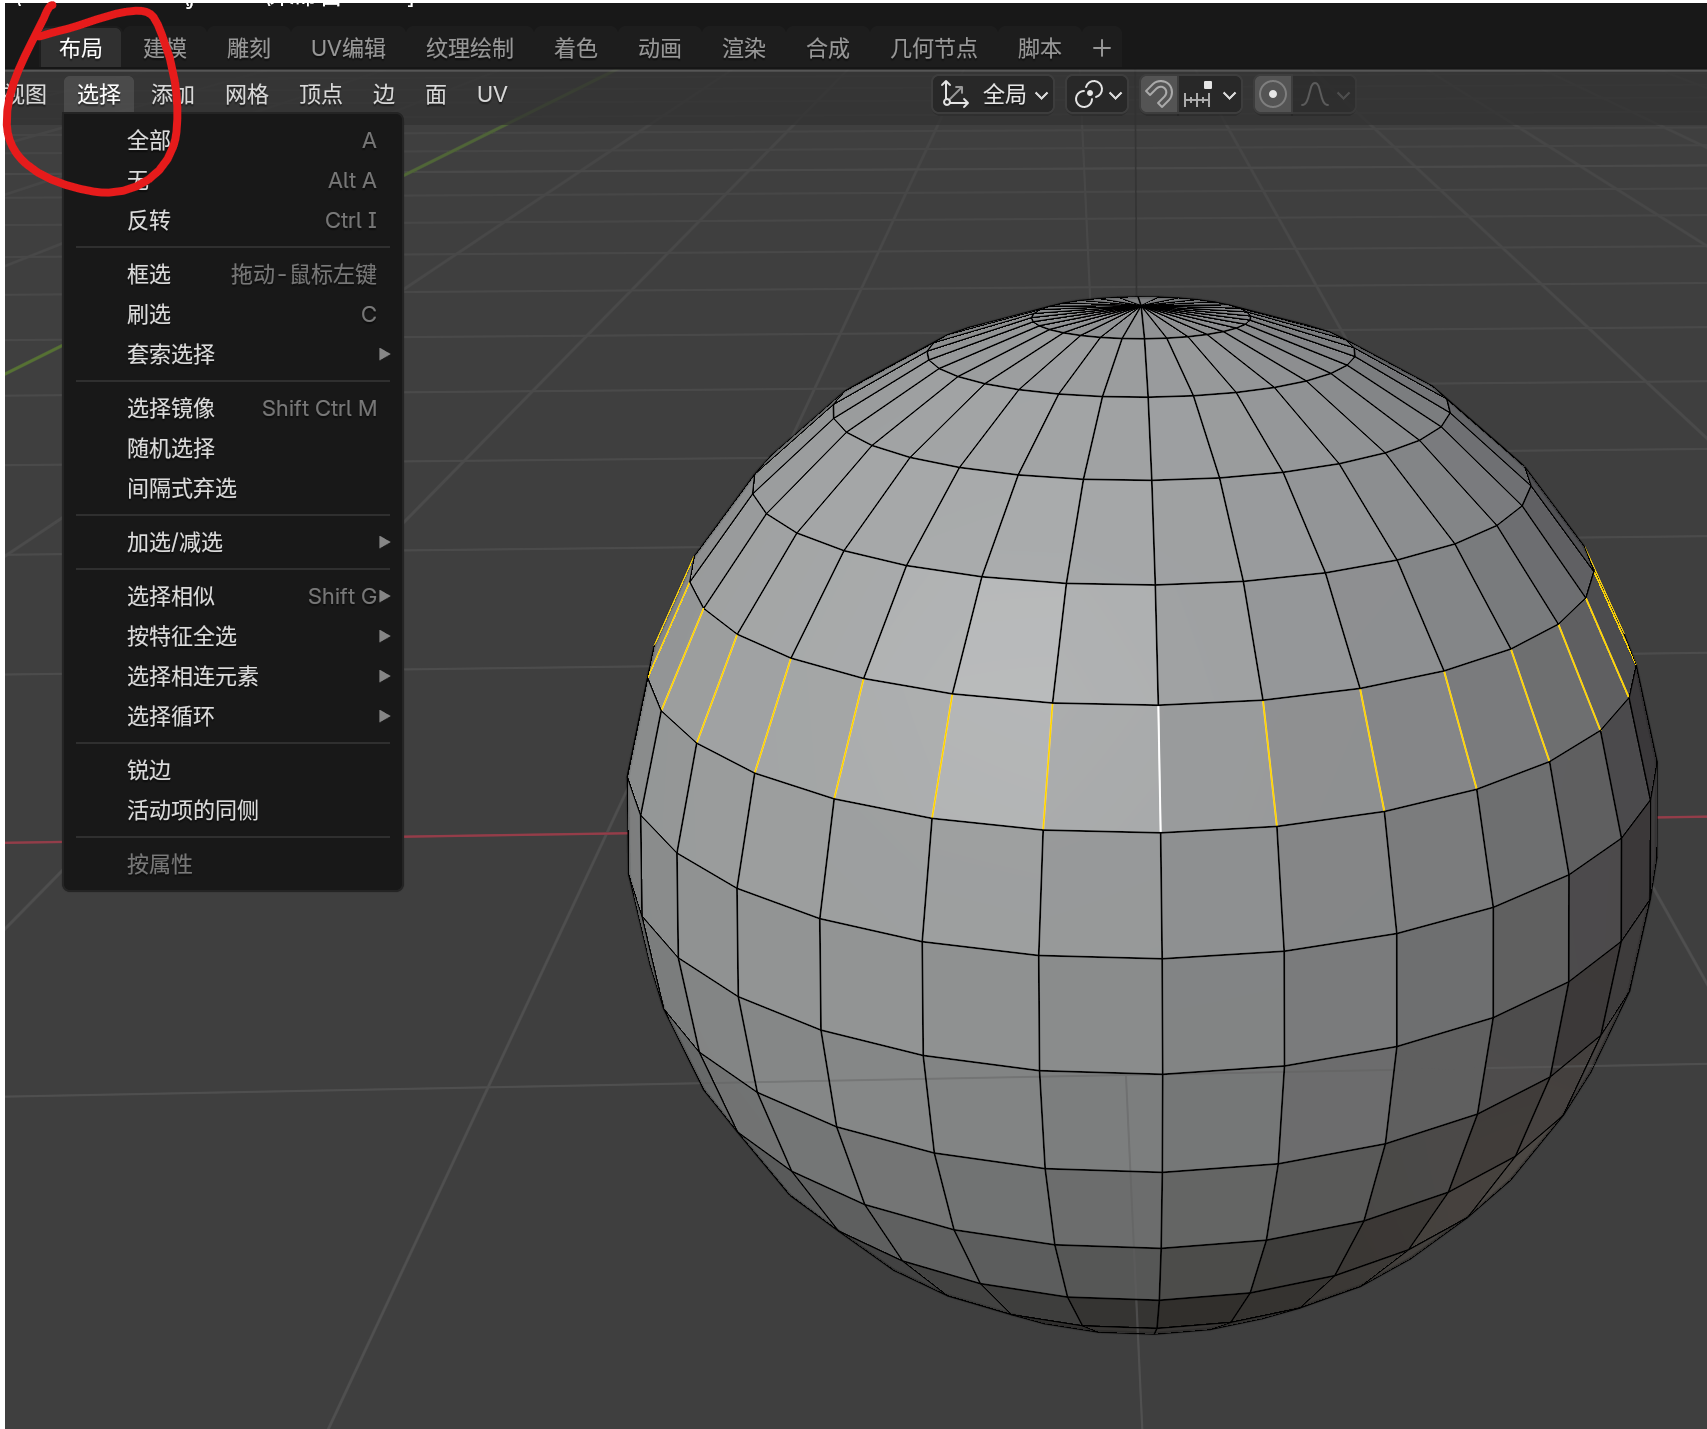 布局 建模 雕刻 UV编辑 纹理绘制 着色 动画 渲染 合成 几何节点 脚本 +
视图 选择 添加 网格 顶点 边 面 UV 全局
全部 A
无 Alt A
反转 Ctrl I
框选 拖动-鼠标左键
刷选 C
套索选择
选择镜像 Shift Ctrl M
随机选择
间隔式弃选
加选/减选
选择相似 Shift G
按特征全选
选择相连元素
选择循环
锐边
活动项的同侧
按属性